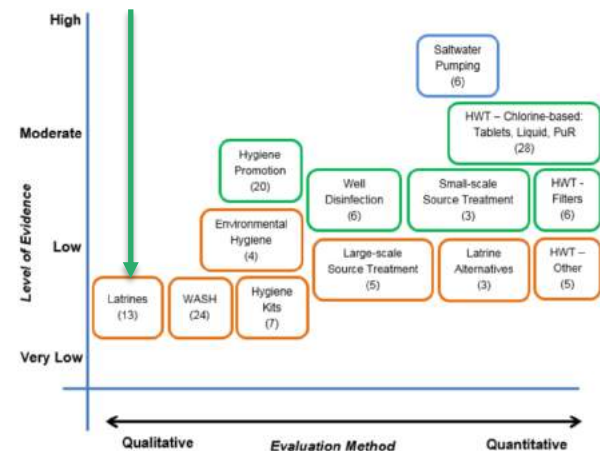 High
Saltwater
Pumping
(6)
Moderate
HWT – Chlorine-based:
Tablets, Liquid, PuR
(28)
Hygiene
Promotion
(20)
Well
Disinfection
(6)
Small-scale
Source Treatment
(3)
HWT -
Filters
(6)
Level of Evidence
Environmental
Hygiene
(4)
Low
Large-scale
Source Treatment
(5)
Latrine
Alternatives
(3)
HWT –
Other
(5)
Latrines
(13)
WASH
(24)
Hygiene
Kits
(7)
Very Low
Qualitative
Evaluation Method
Quantitative